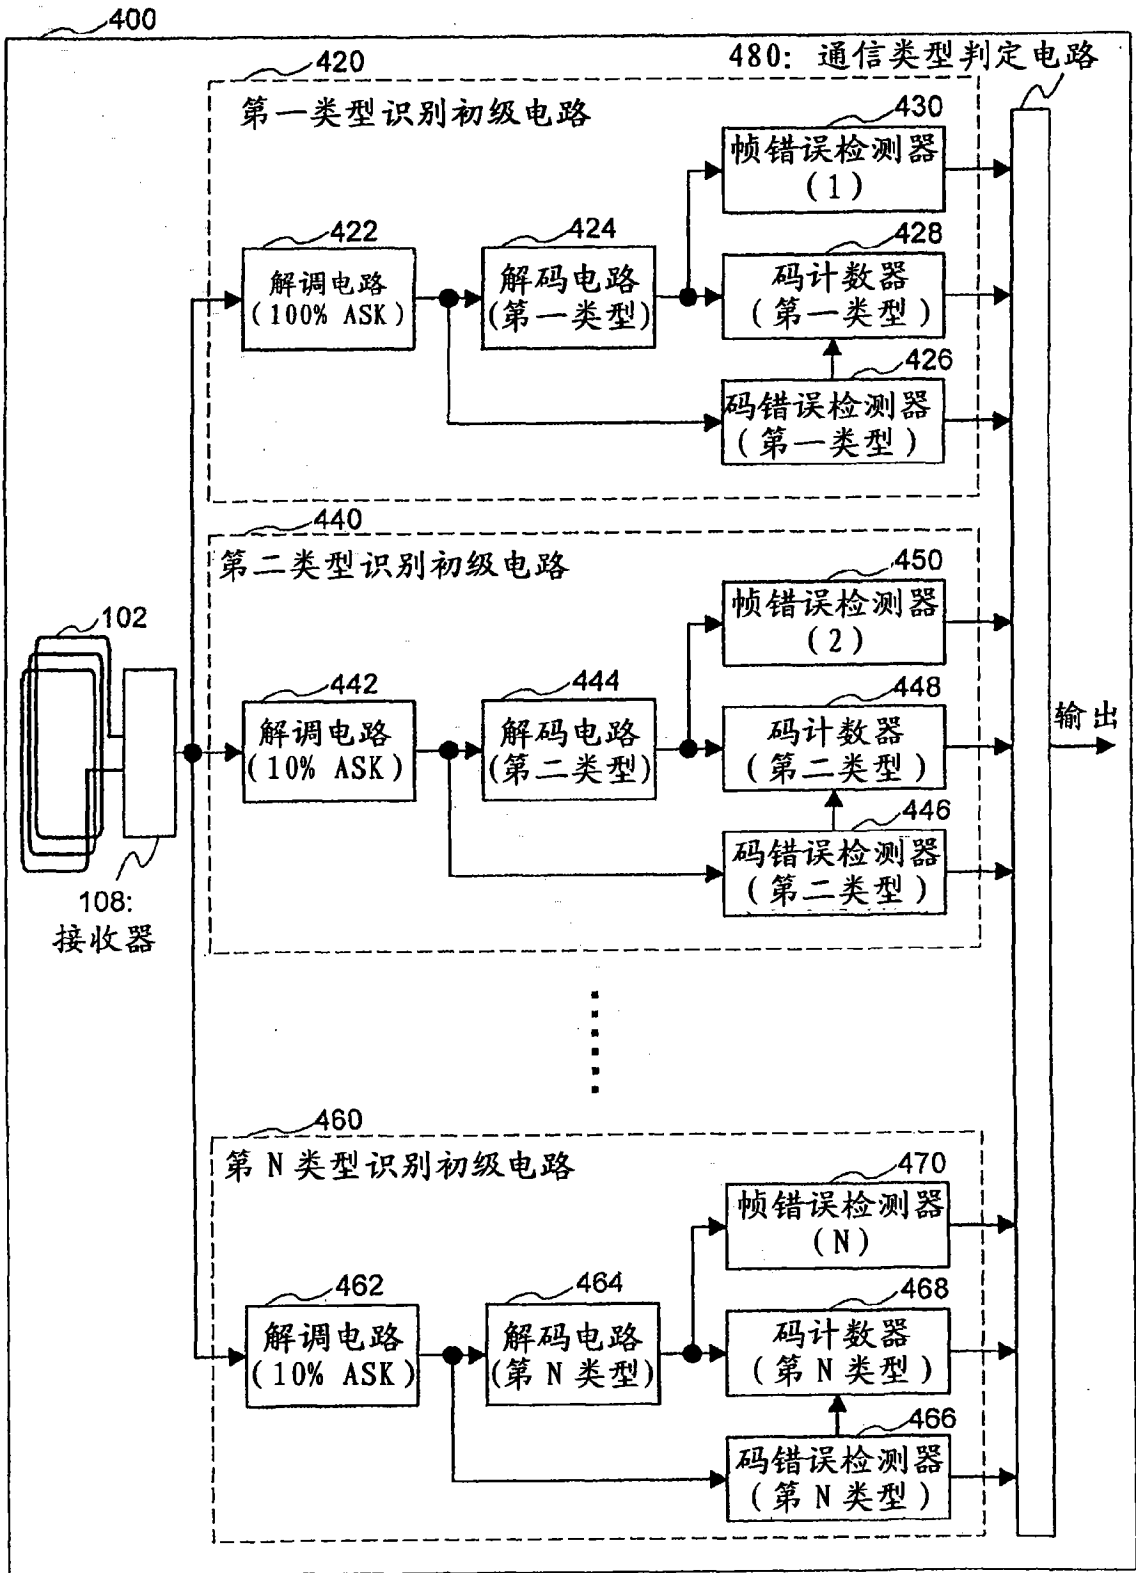 400
420
480: 通信类型判定电路
第一类型识别初级电路
430
帧错误检测器
(1)
422
424
428
解调电路
(100% ASK)
解码电路
(第一类型)
码计数器
(第一类型)
426
码错误检测器
(第一类型)
440
第二类型识别初级电路
450
帧错误检测器
(2)
102
442
444
448
解调电路
(10% ASK)
解码电路
(第二类型)
码计数器
(第二类型)
输出
446
码错误检测器
(第二类型)
108:
接收器
460
第 N 类型识别初级电路
470
帧错误检测器
(N)
462
464
468
解调电路
(10% ASK)
解码电路
(第 N 类型)
码计数器
(第 N 类型)
466
码错误检测器
(第 N 类型)